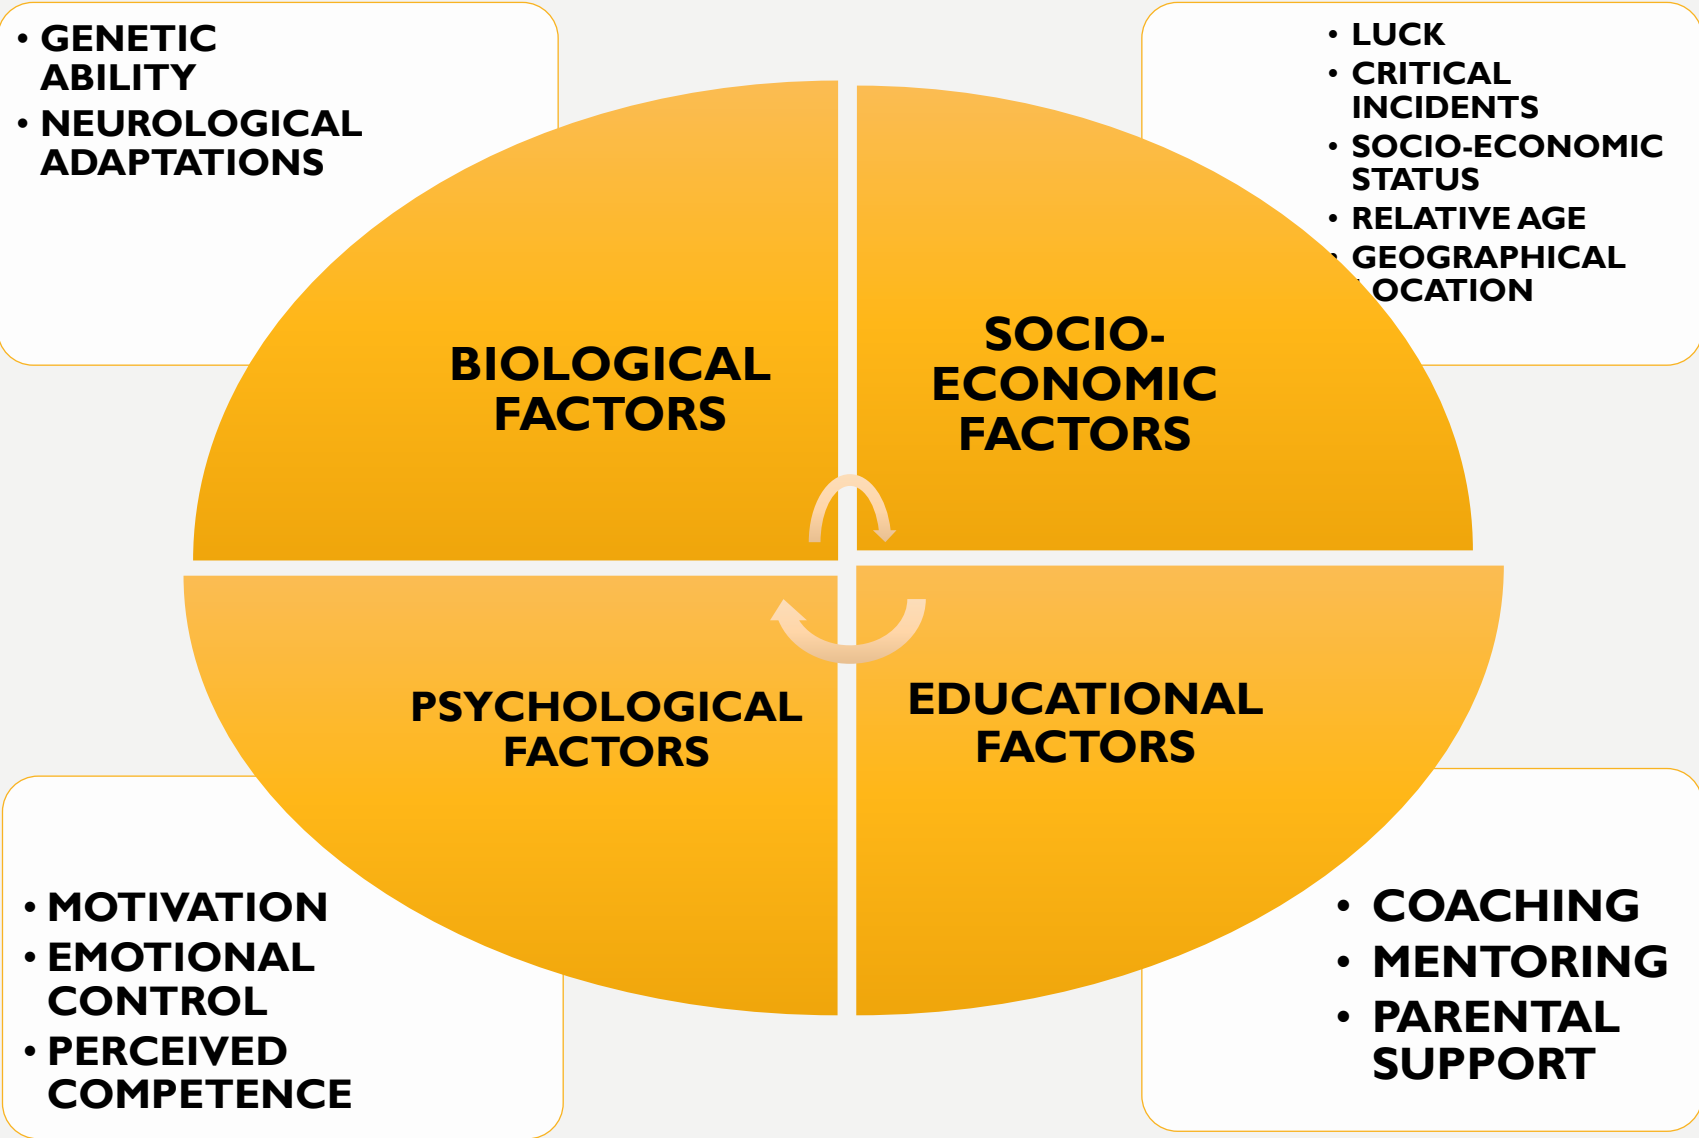 • GENETIC
ABILITY
• NEUROLOGICAL
ADAPTATIONS
• LUCK
• CRITICAL
INCIDENTS
• SOCIO-ECONOMIC
STATUS
• RELATIVE AGE
• GEOGRAPHICAL
LOCATION
BIOLOGICAL
FACTORS
SOCIO-
ECONOMIC
FACTORS
PSYCHOLOGICAL
FACTORS
EDUCATIONAL
FACTORS
• MOTIVATION
• EMOTIONAL
CONTROL
• PERCEIVED
COMPETENCE
• COACHING
• MENTORING
• PARENTAL
SUPPORT